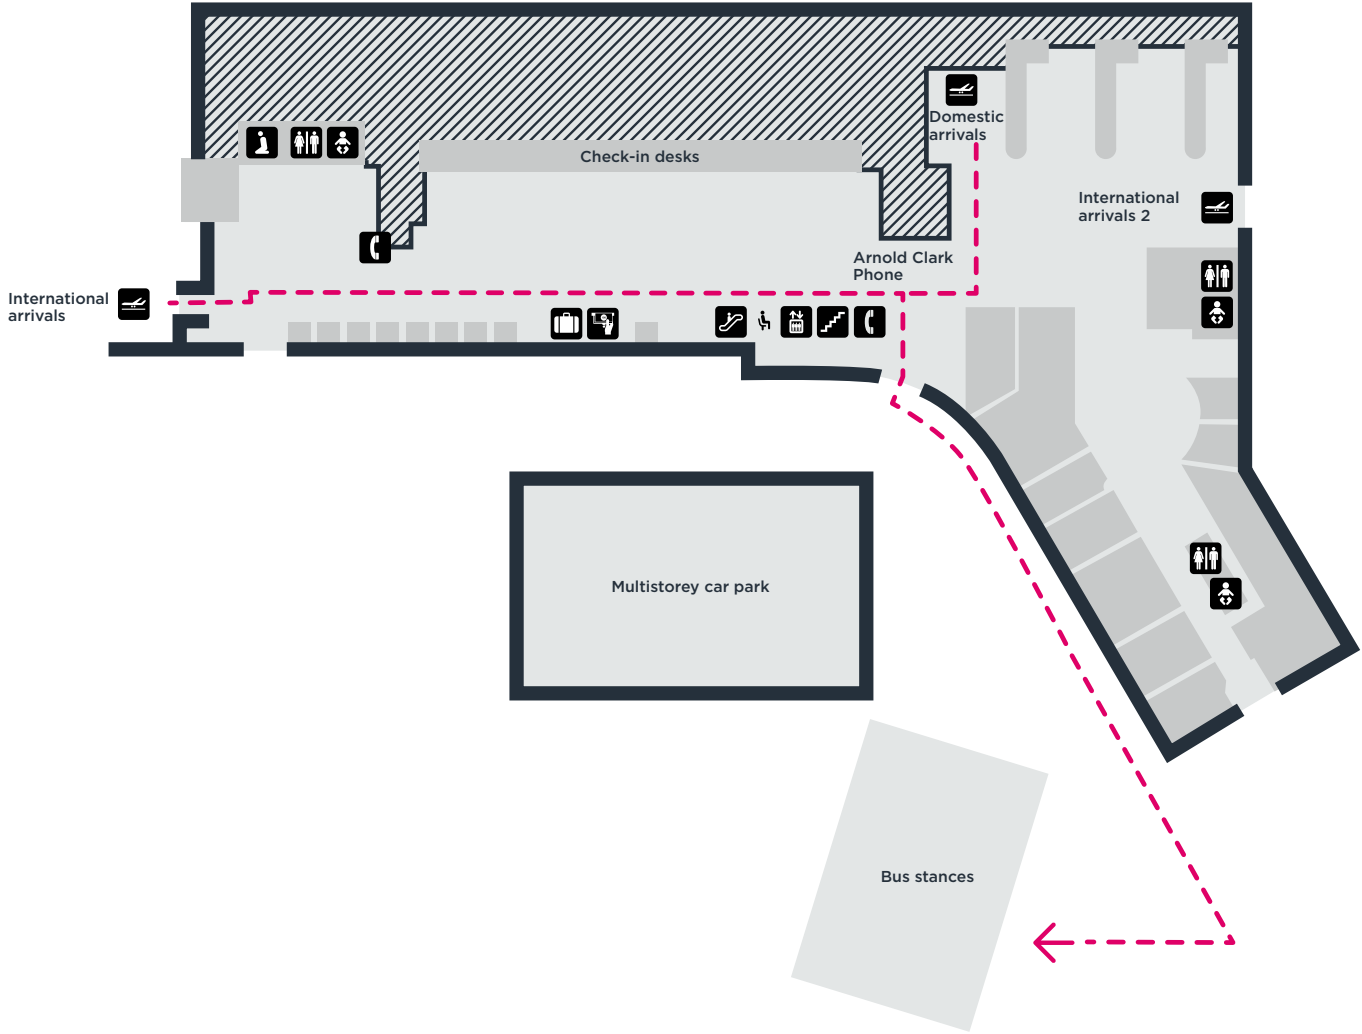 Domestic
arrivals
Check-in desks
International
arrivals 2
Arnold Clark
Phone
International
arrivals
Multistorey car park
Bus stances